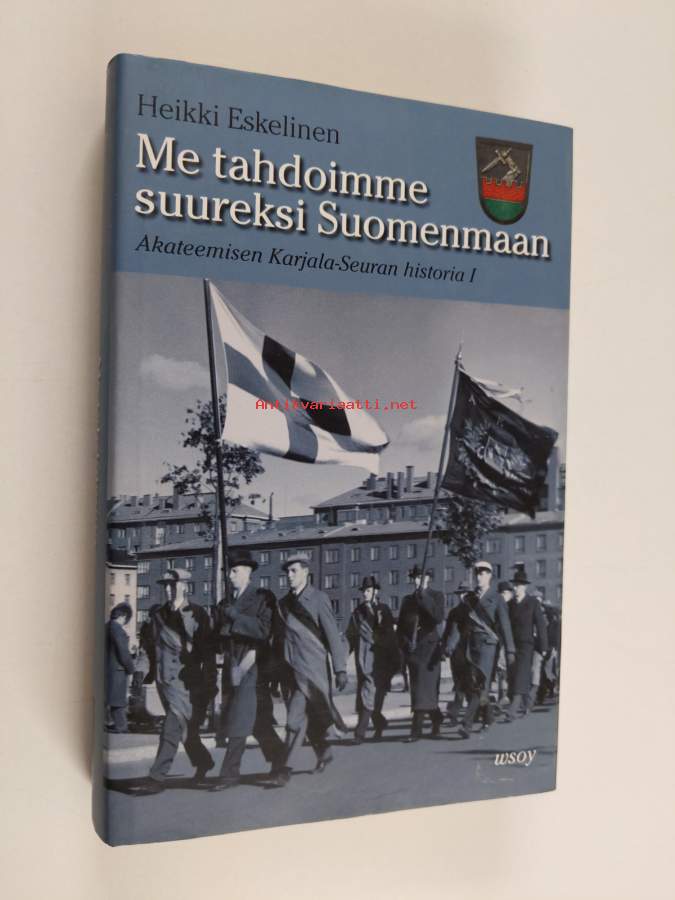 Heikki Eskelinen
Me tahdoimme
suureksi Suomenmaan
Akateemisen Karjala-Seuran historia I
Antikvariaatti.net
wsoy